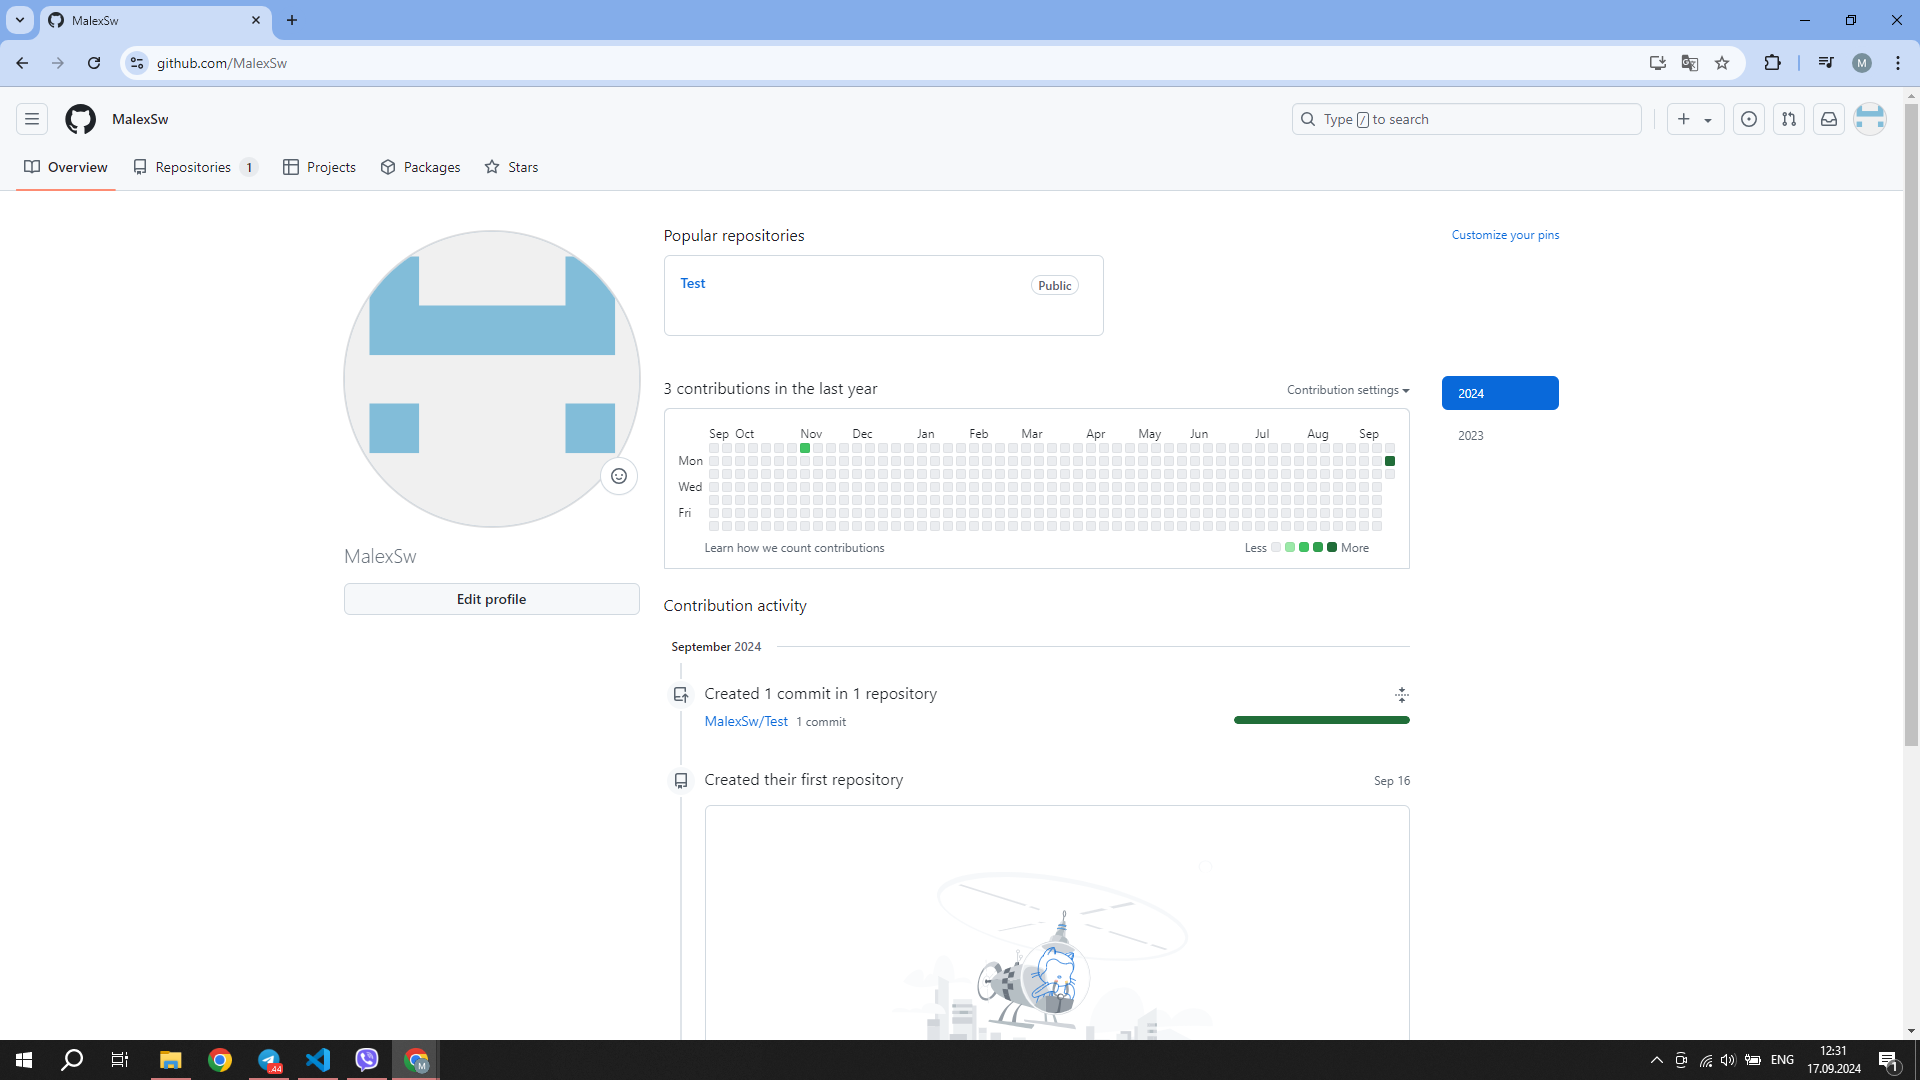 MalexSw
github.com/MalexSw
M
MalexSw
Type / to search
Overview
Repositories 1
Projects
Packages
Stars
Popular repositories
Customize your pins
Test
Public
3 contributions in the last year
Contribution settings
2024
2023
Sep Oct Nov Dec Jan Feb Mar Apr May Jun Jul Aug Sep
Mon
Wed
Fri
Learn how we count contributions
Less More
MalexSw
Edit profile
Contribution activity
September 2024
Created 1 commit in 1 repository
MalexSw/Test 1 commit
Created their first repository
Sep 16
44
M
ENG
12:31
17.09.2024
1